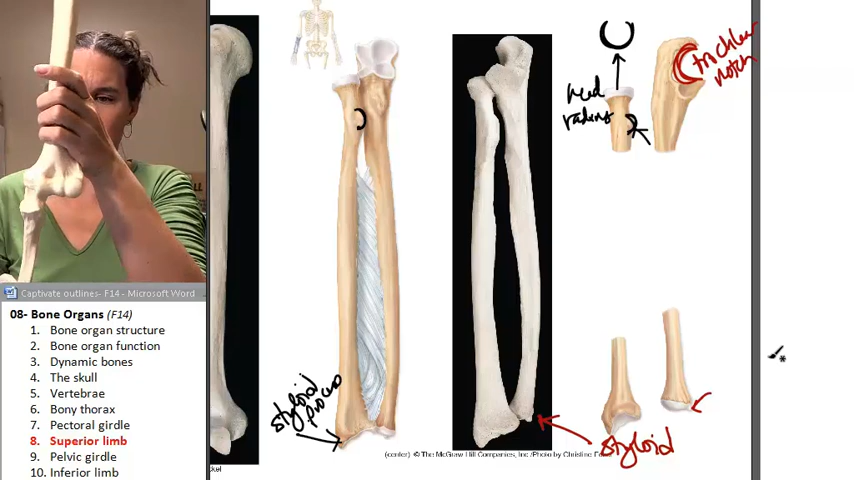 trochlear
notch
head
radius
styloid
process
styloid
(center) © The McGraw Hill Companies, Inc./Photo by Christine
Captivate outlines- F14 - Microsoft Word
08- Bone Organs (F14)
1. Bone organ structure
2. Bone organ function
3. Dynamic bones
4. The skull
5. Vertebrae
6. Bony thorax
7. Pectoral girdle
8. Superior limb
9. Pelvic girdle
10. Inferior limb